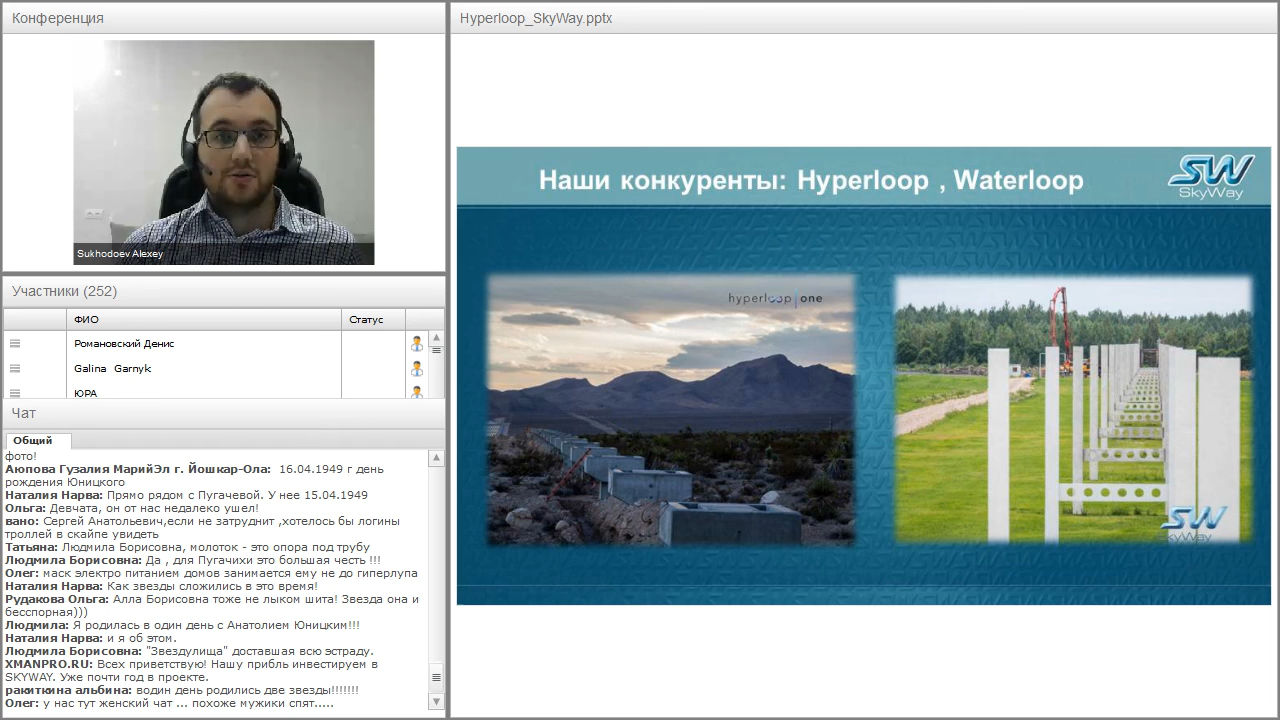 Конференция
Sukhodoev Alexey
Участники (252)
ФИО
Статус
Романовский Денис
Galina Garnyk
ЮРА
Чат
Общий
фото!
Аюпова Гузалия МарийЭл г. Йошкар-Ола: 16.04.1949 г день
рождения Юницкого
Наталия Нарва: Прямо рядом с Пугачевой. У нее 15.04.1949
Ольга: Девчата, он от нас недалеко ушел!
вано: Сергей Анатольевич,если не затруднит ,хотелось бы логины
троллей в скайпе увидеть
Татьяна: Людмила Борисовна, молоток - это опора под трубу
Людмила Борисовна: Да , для Пугачихи это большая честь !!!
Олег: маск электро питанием домов занимается ему не до гиперлупа
Наталия Нарва: Как звезды сложились в это время!
Рудакова Ольга: Алла Борисовна тоже не лыком шита! Звезда она и
бесспорная)))
Людмила: Я родилась в один день с Анатолием Юницким!!!
Наталия Нарва: и я об этом.
Людмила Борисовна: "Звездулища" доставшая всю эстраду.
XMANPRO.RU: Всех приветствую! Нашу прибль инвестируем в
SKYWAY. Уже почти год в проекте.
ракиткина альбина: водин день родились две звезды!!!!!!!
Олег: у нас тут женский чат ... похоже мужики спят.....
Hyperloop_SkyWay.pptx
Наши конкуренты: Hyperloop , Waterloop
SW
SkyWay
hyperloop one
SW
SkyWay